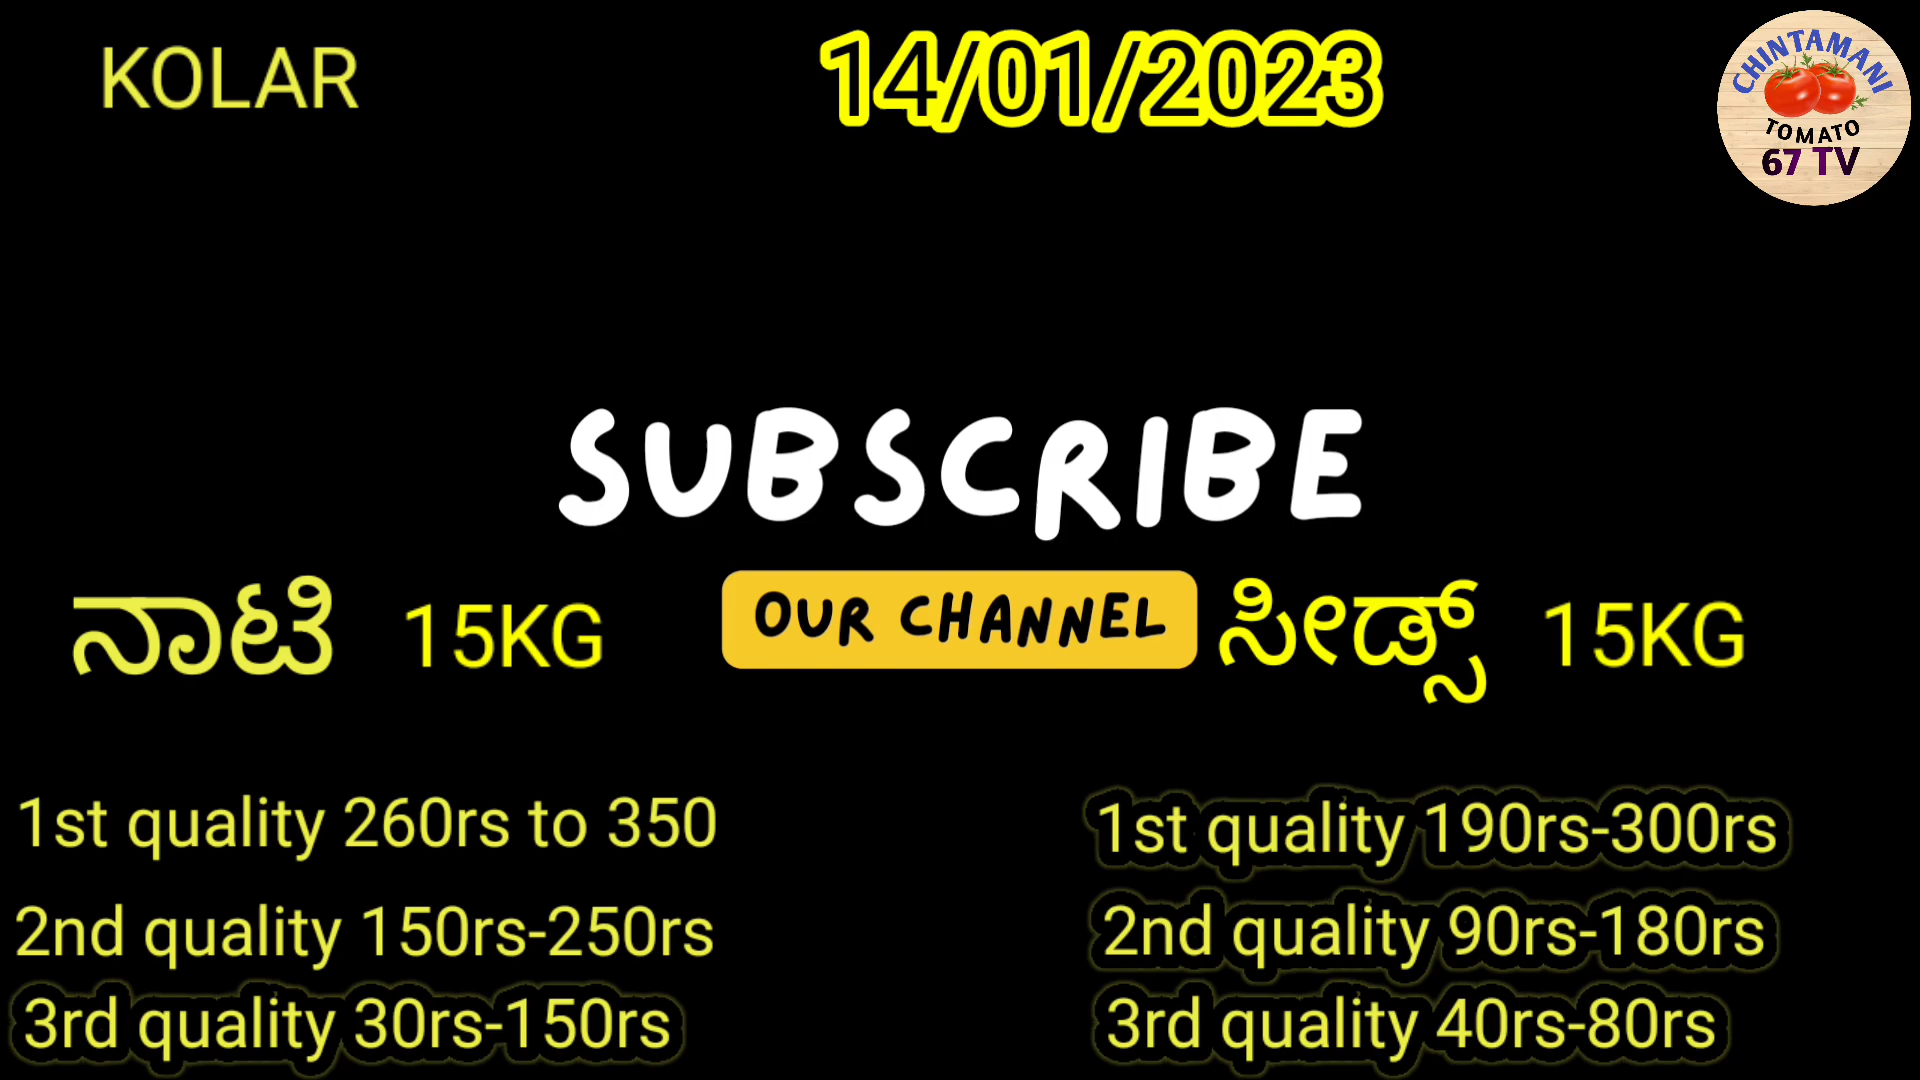 KOLAR
14/01/2023
CHINTAMANI
TOMATO
67 TV
SUBSCRIBE
OUR CHANNEL
ನಾಟಿ 15KG
1st quality 260rs to 350
2nd quality 150rs-250rs
3rd quality 30rs-150rs
ಸೀಡ್ಸ್ 15KG
1st quality 190rs-300rs
2nd quality 90rs-180rs
3rd quality 40rs-80rs